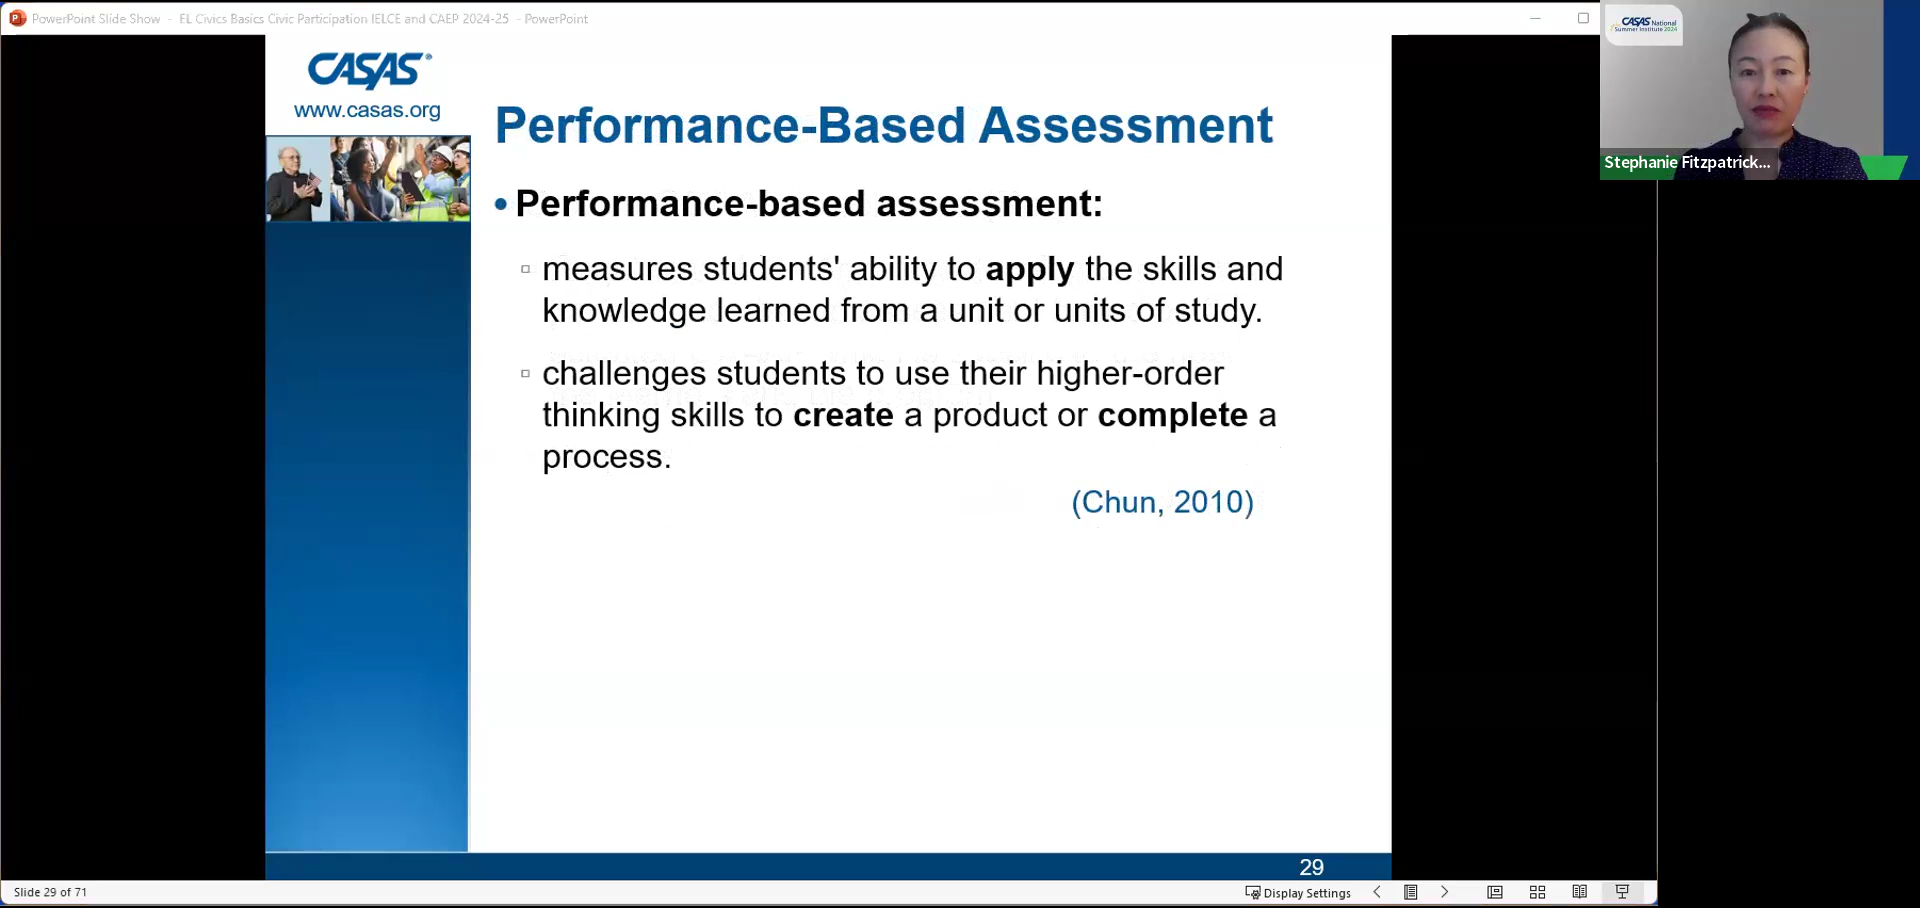 PowerPoint Slide Show - EL Civics Basics Civic Participation IELCE and CAEP 2024-25 - PowerPoint
CASAS National
Summer Institute 2024
Stephanie Fitzpatrick...
CASAS®
www.casas.org
Performance-Based Assessment
• Performance-based assessment:
▫ measures students' ability to apply the skills and
knowledge learned from a unit or units of study.
▫ challenges students to use their higher-order
thinking skills to create a product or complete a
process.
(Chun, 2010)
29
Slide 29 of 71
Display Settings